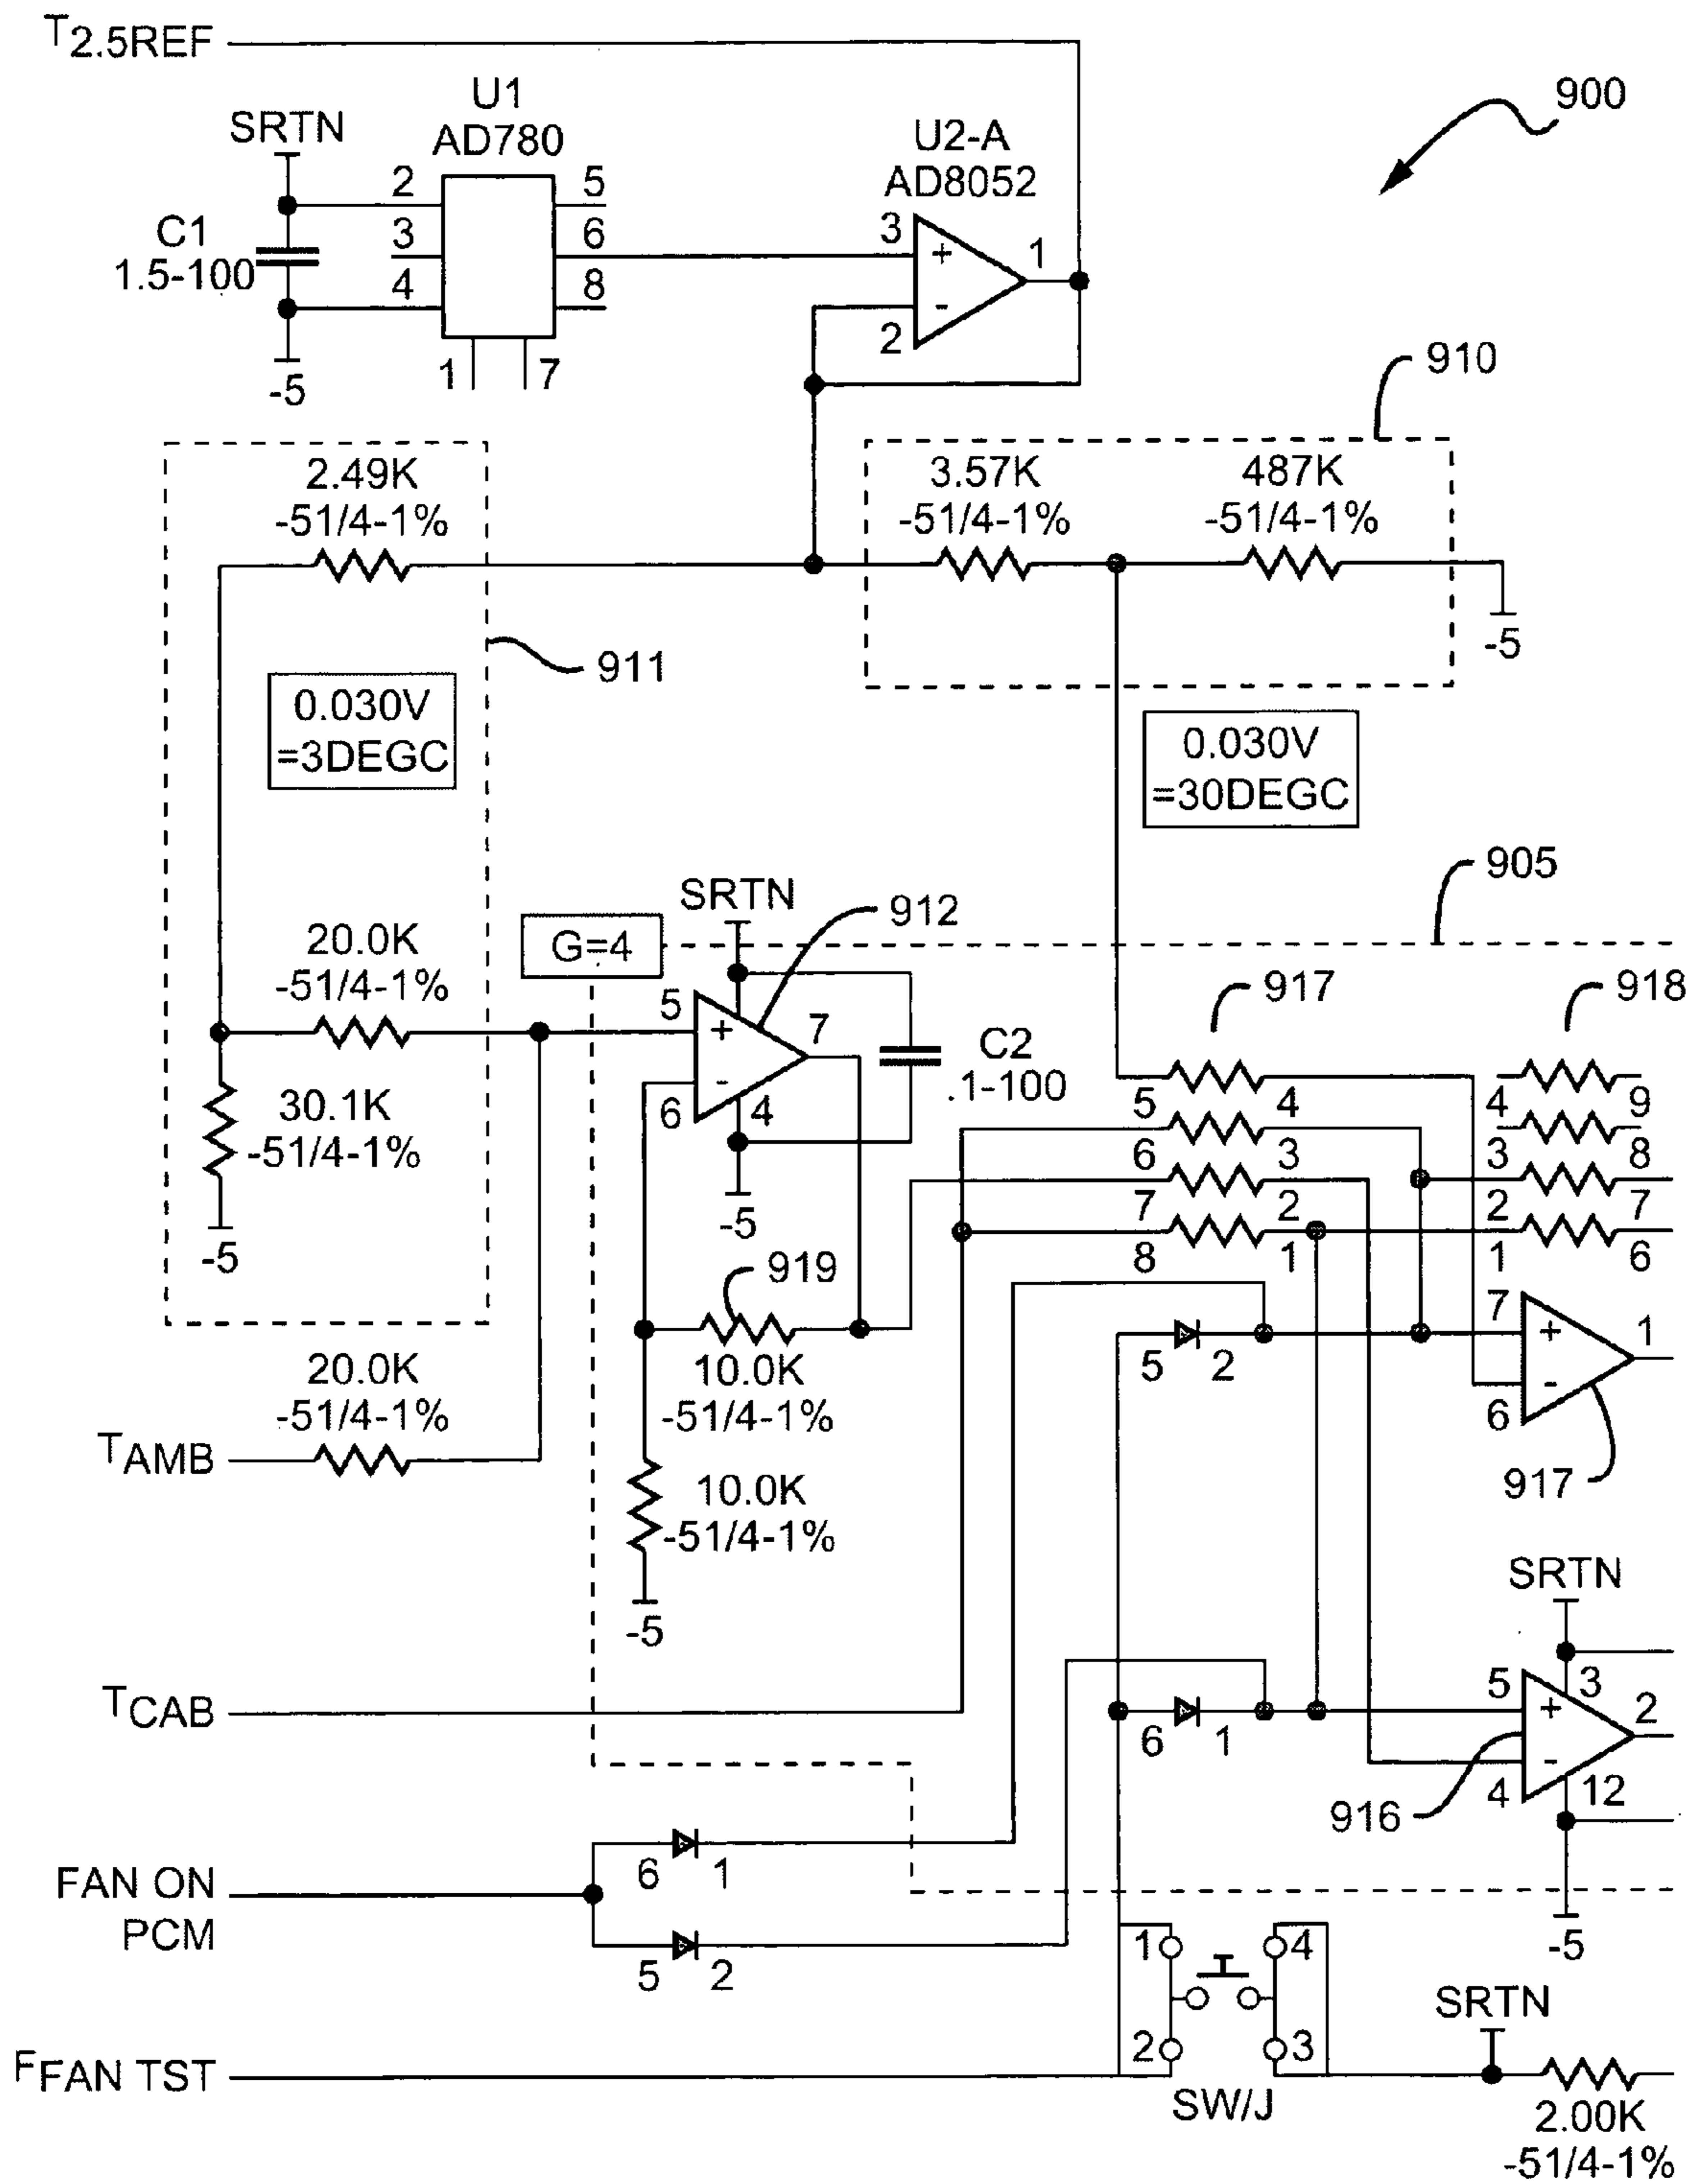 T2.5REF
U1
AD780
SRTN
C1
1.5-100
2
3
4
5
6
8
1
7
-5
U2-A
AD8052
3
+
-
2
1
900
910
3.57K
-51/4-1%
487K
-51/4-1%
-5
2.49K
-51/4-1%
911
0.030V
=3DEGC
0.030V
=30DEGC
905
20.0K
-51/4-1%
30.1K
-51/4-1%
-5
G=4
SRTN
912
5
+
-
6
7
4
-5
C2
.1-100
919
10.0K
-51/4-1%
10.0K
-51/4-1%
-5
917
918
5
4
6
3
7
2
8
1
4
9
3
8
2
7
1
6
7
+
-
6
1
917
5
2
20.0K
-51/4-1%
TAMB
TCAB
6
1
SRTN
5
3
+
-
4
12
2
916
-5
FAN ON
PCM
6
1
5
2
1
4
2
3
SW/J
FFAN TST
SRTN
2.00K
-51/4-1%